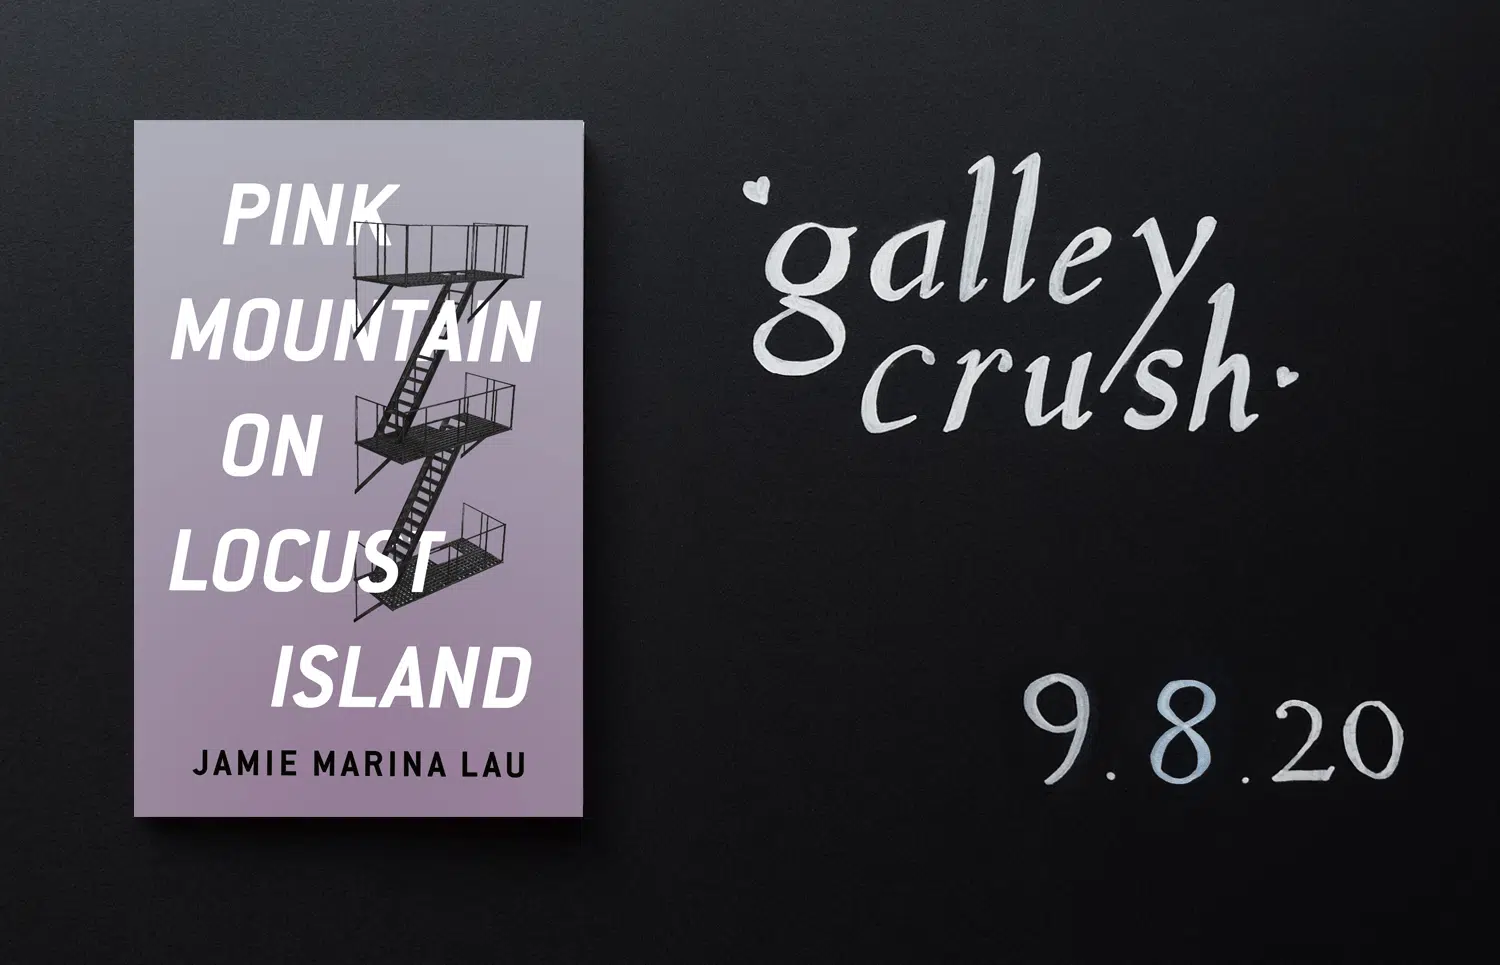 PINK
MOUNTAIN
ON
LOCUST
ISLAND
JAMIE MARINA LAU
galley
crush
9.8.20